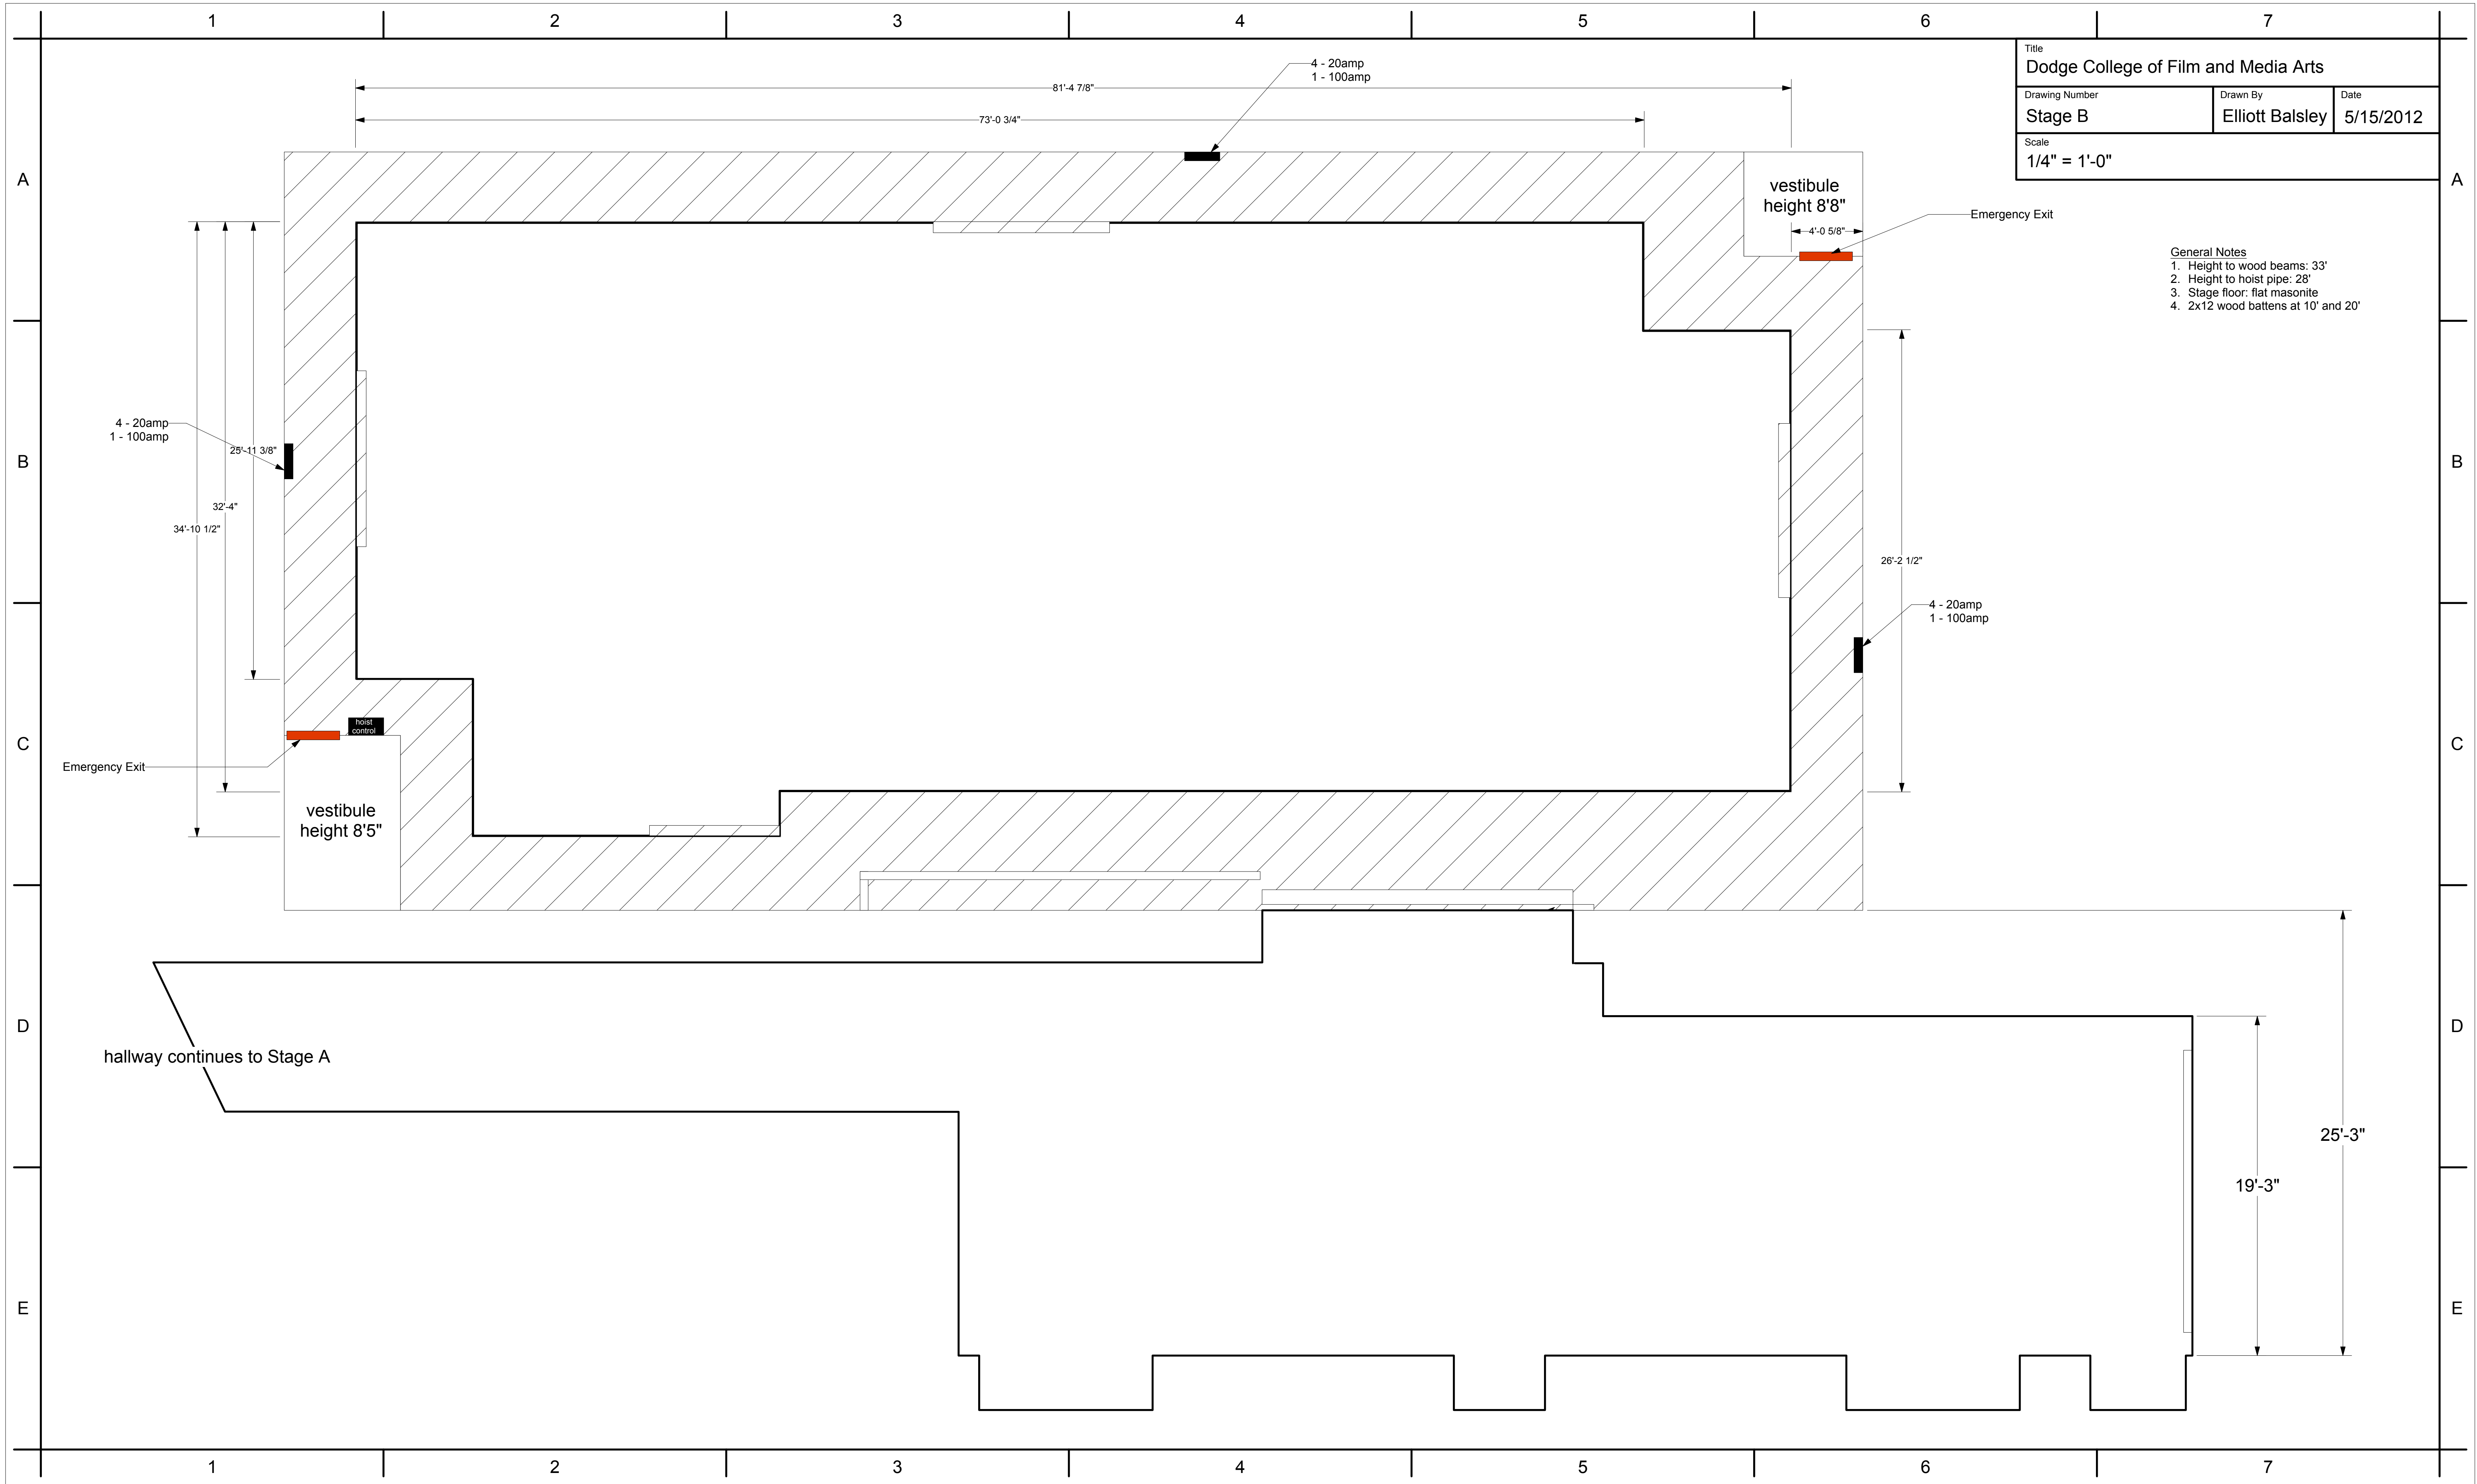 1 2 3 4 5 6 7
Title
Dodge College of Film and Media Arts
Drawing Number
Stage B
Drawn By
Elliott Balsley
Date
5/15/2012
Scale
1/4" = 1'-0"
4 - 20amp
1 - 100amp
81'-4 7/8"
73'-0 3/4"
A
A
vestibule
height 8'8"
Emergency Exit
4'-0 5/8"
General Notes
1. Height to wood beams: 33'
2. Height to hoist pipe: 28'
3. Stage floor: flat masonite
4. 2x12 wood battens at 10' and 20'
4 - 20amp
1 - 100amp
25'-11 3/8"
B
B
32'-4"
34'-10 1/2"
26'-2 1/2"
4 - 20amp
1 - 100amp
hoist
control
C
C
Emergency Exit
vestibule
height 8'5"
D
D
hallway continues to Stage A
25'-3"
19'-3"
E
E
1 2 3 4 5 6 7